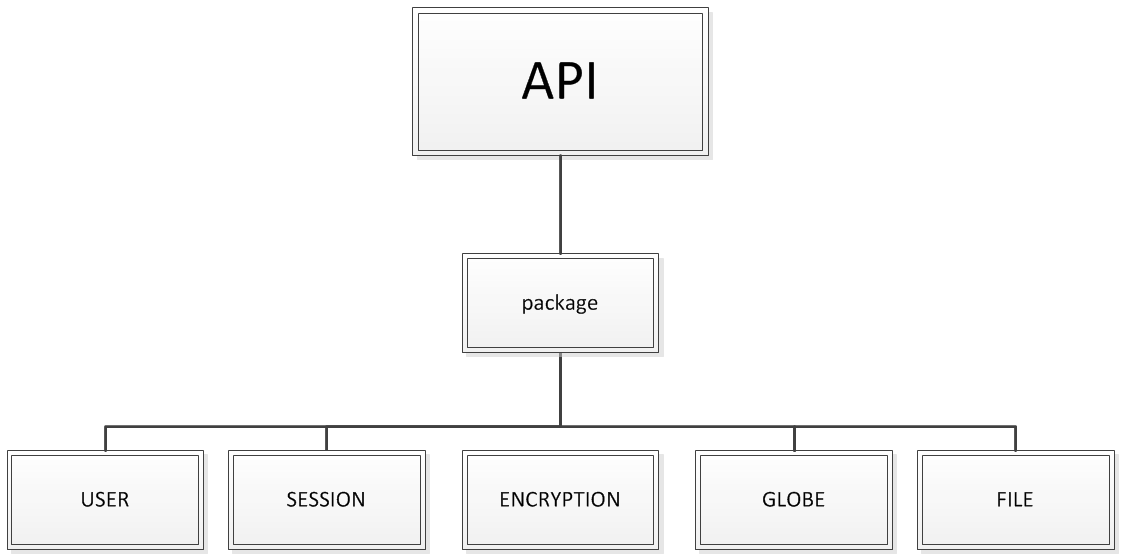 API
package
USER
SESSION
ENCRYPTION
GLOBE
FILE